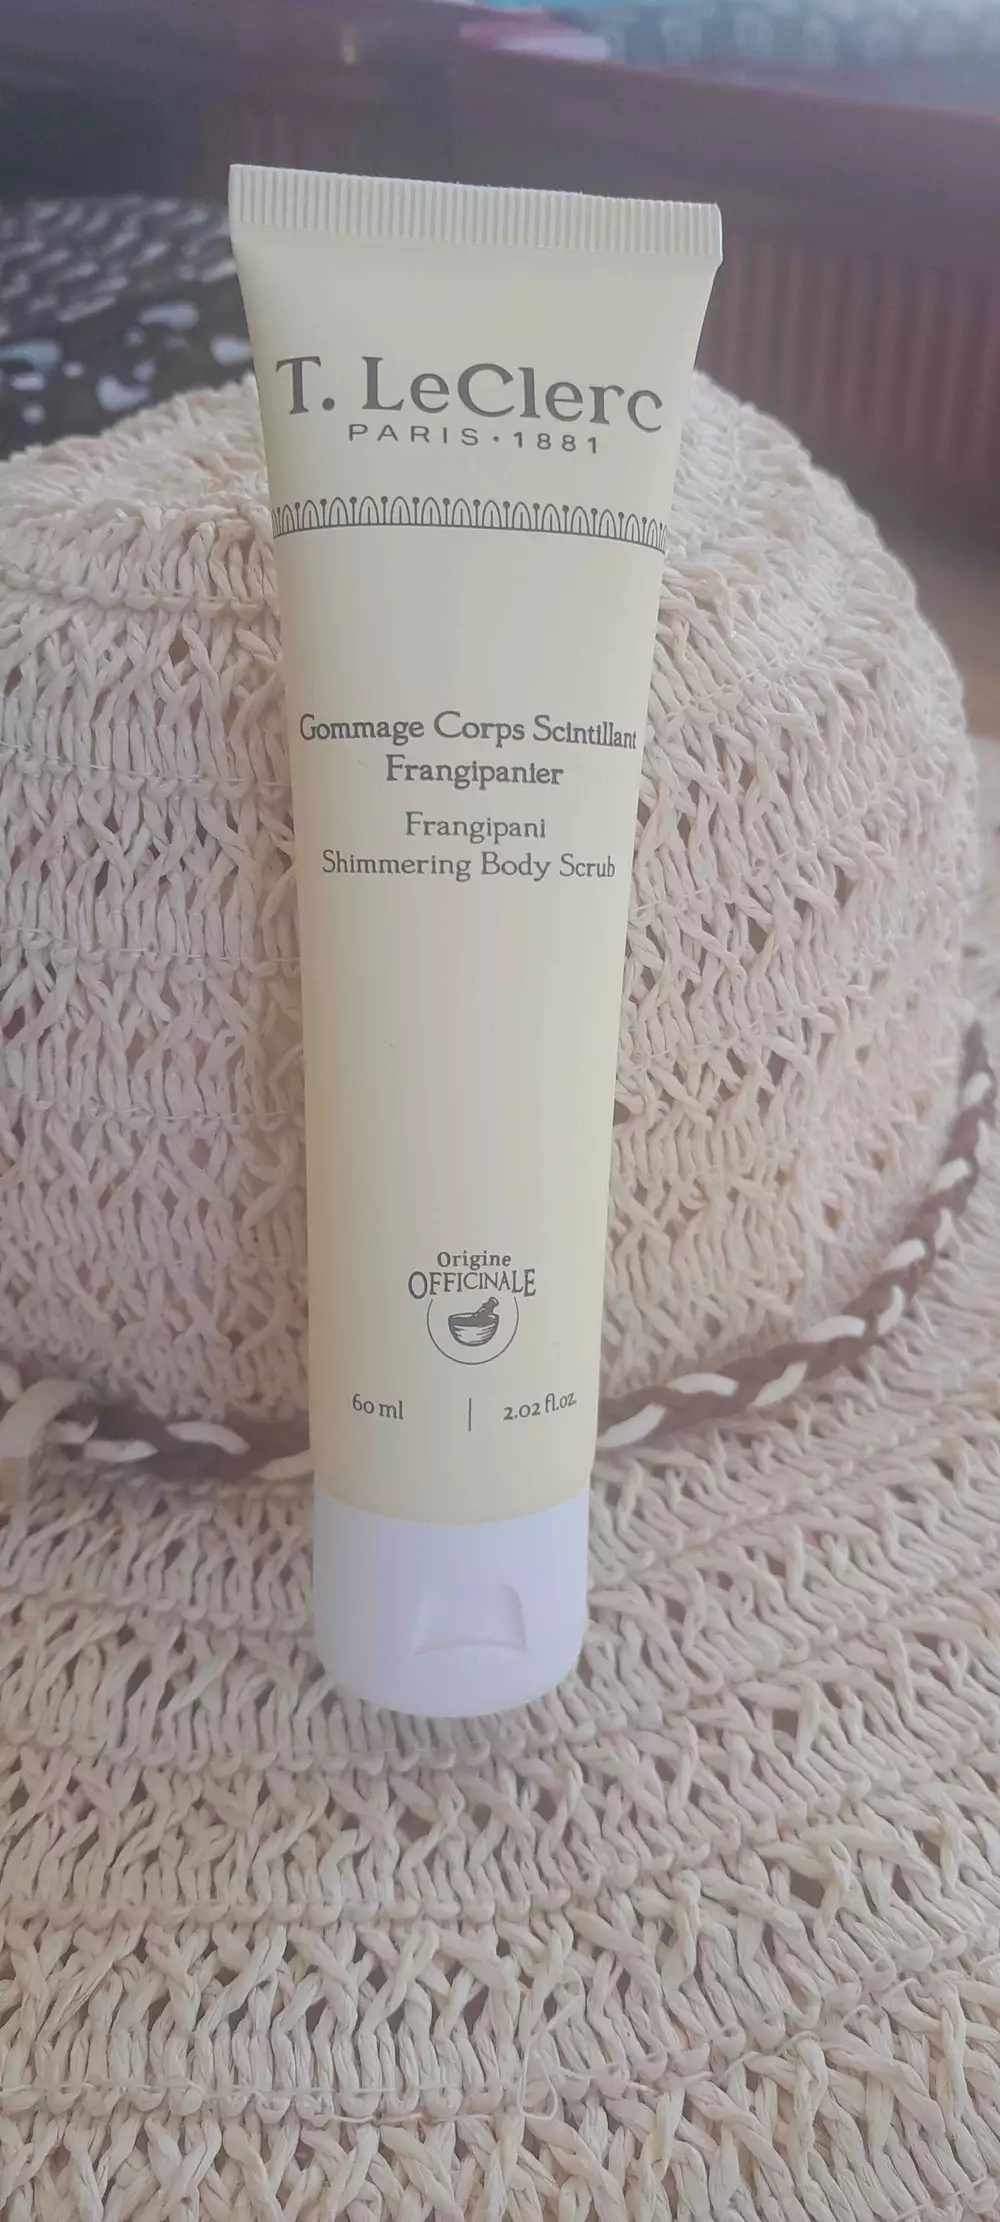 T. LeClerc
PARIS · 1881
Gommage Corps Scintillant
Frangipanier
Frangipani
Shimmering Body Scrub
Origine
OFFICINALE
60 ml | 2.02 fl.oz.